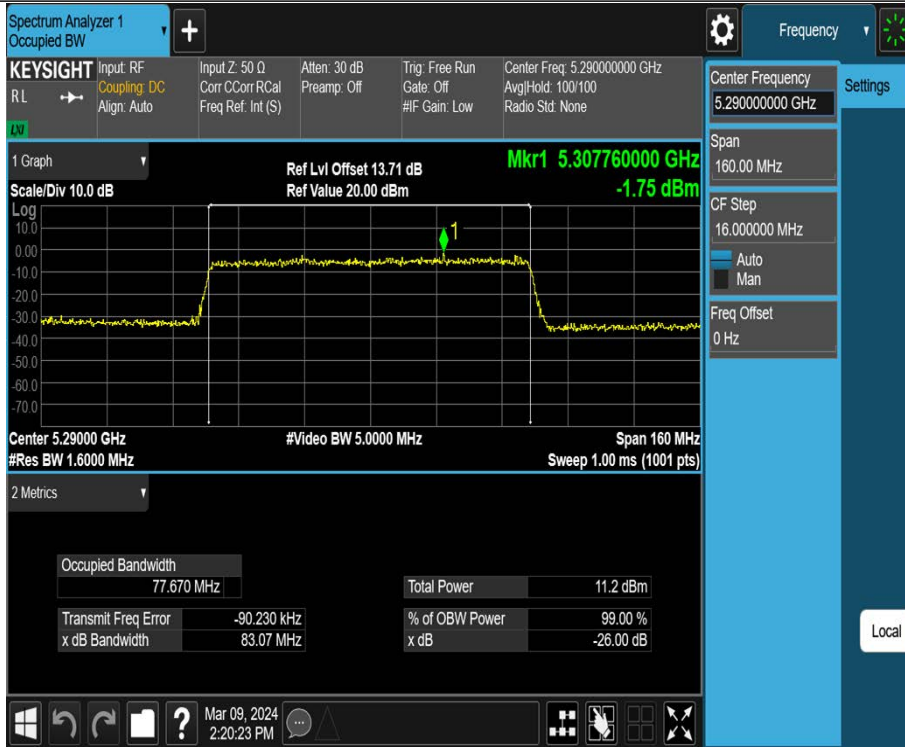 Spectrum Analyzer 1
Occupied BW
+
Frequency
KEYSIGHT
RL
LXI
Input: RF
Coupling: DC
Align: Auto
Input Z: 50 Ω
Corr CCorr RCal
Freq Ref: Int (S)
Atten: 30 dB
Preamp: Off
Trig: Free Run
Gate: Off
#IF Gain: Low
Center Freq: 5.290000000 GHz
Avg|Hold: 100/100
Radio Std: None
Center Frequency
5.290000000 GHz
Settings
Span
160.00 MHz
CF Step
16.000000 MHz
Auto
Man
Freq Offset
0 Hz
Local
1 Graph
Scale/Div 10.0 dB
Ref Lvl Offset 13.71 dB
Ref Value 20.00 dBm
Mkr1 5.307760000 GHz
-1.75 dBm
Log
10.0
0.00
-10.0
-20.0
-30.0
-40.0
-50.0
-60.0
-70.0
1
Center 5.29000 GHz
#Video BW 5.0000 MHz
Span 160 MHz
#Res BW 1.6000 MHz
Sweep 1.00 ms (1001 pts)
2 Metrics
Occupied Bandwidth
77.670 MHz
Total Power 11.2 dBm
Transmit Freq Error -90.230 kHz
% of OBW Power 99.00 %
x dB Bandwidth 83.07 MHz
x dB -26.00 dB
?
Mar 09, 2024
2:20:23 PM